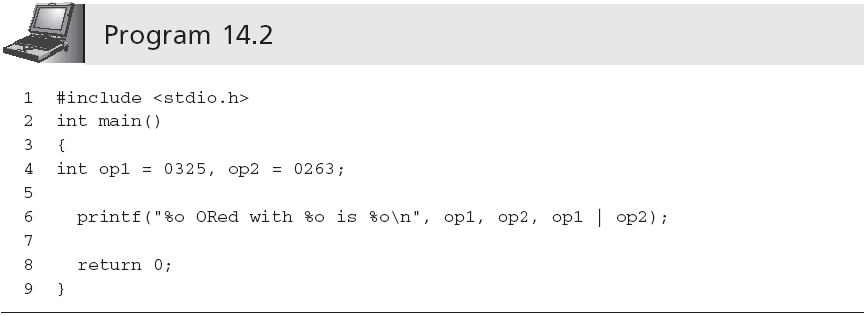 Program 14.2
1 #include <stdio.h>
2 int main()
3 {
4 int op1 = 0325, op2 = 0263;
5
6 printf("%o ORed with %o is %o\n", op1, op2, op1 | op2);
7
8 return 0;
9 }